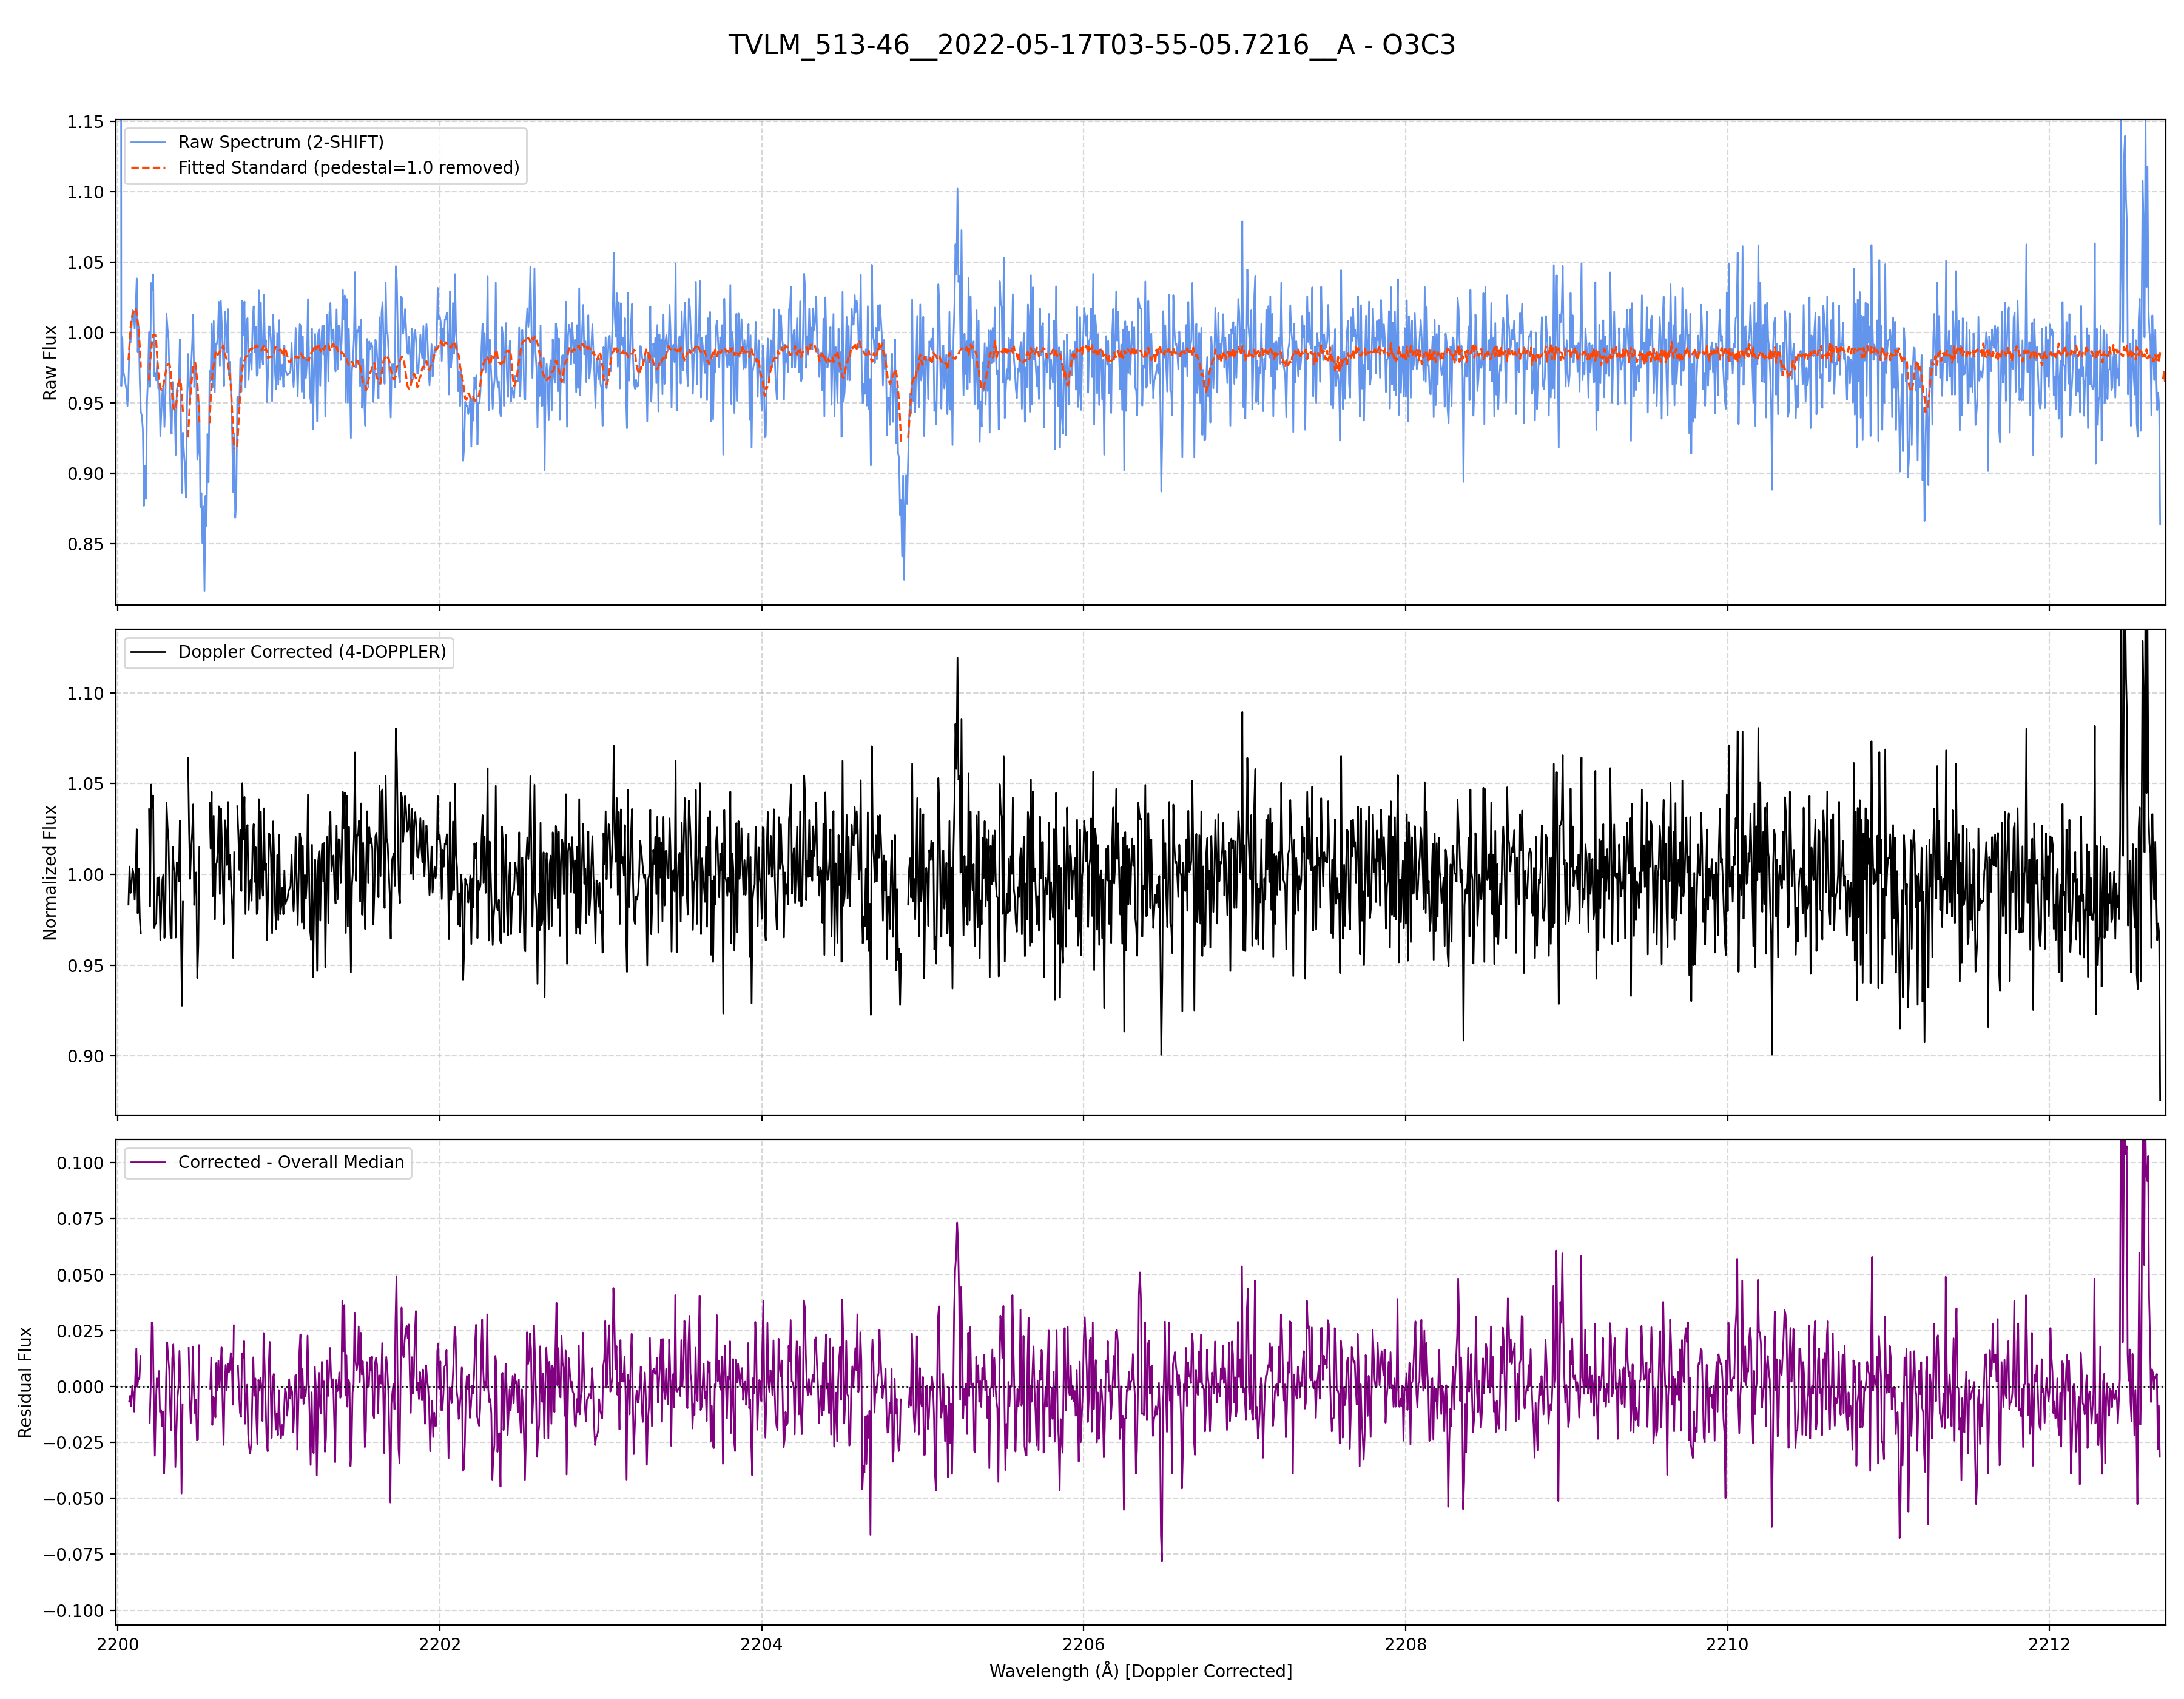 TVLM_513-46__2022-05-17T03-55-05.7216__A - O3C3
1.15
1.10
1.05
1.00
0.95
0.90
0.85
Raw Flux
Raw Spectrum (2-SHIFT)
Fitted Standard (pedestal=1.0 removed)
1.10
1.05
1.00
0.95
0.90
Normalized Flux
Doppler Corrected (4-DOPPLER)
0.100
0.075
0.050
0.025
0.000
−0.025
−0.050
−0.075
−0.100
Residual Flux
Corrected - Overall Median
2200 2202 2204 2206 2208 2210 2212
Wavelength (Å) [Doppler Corrected]